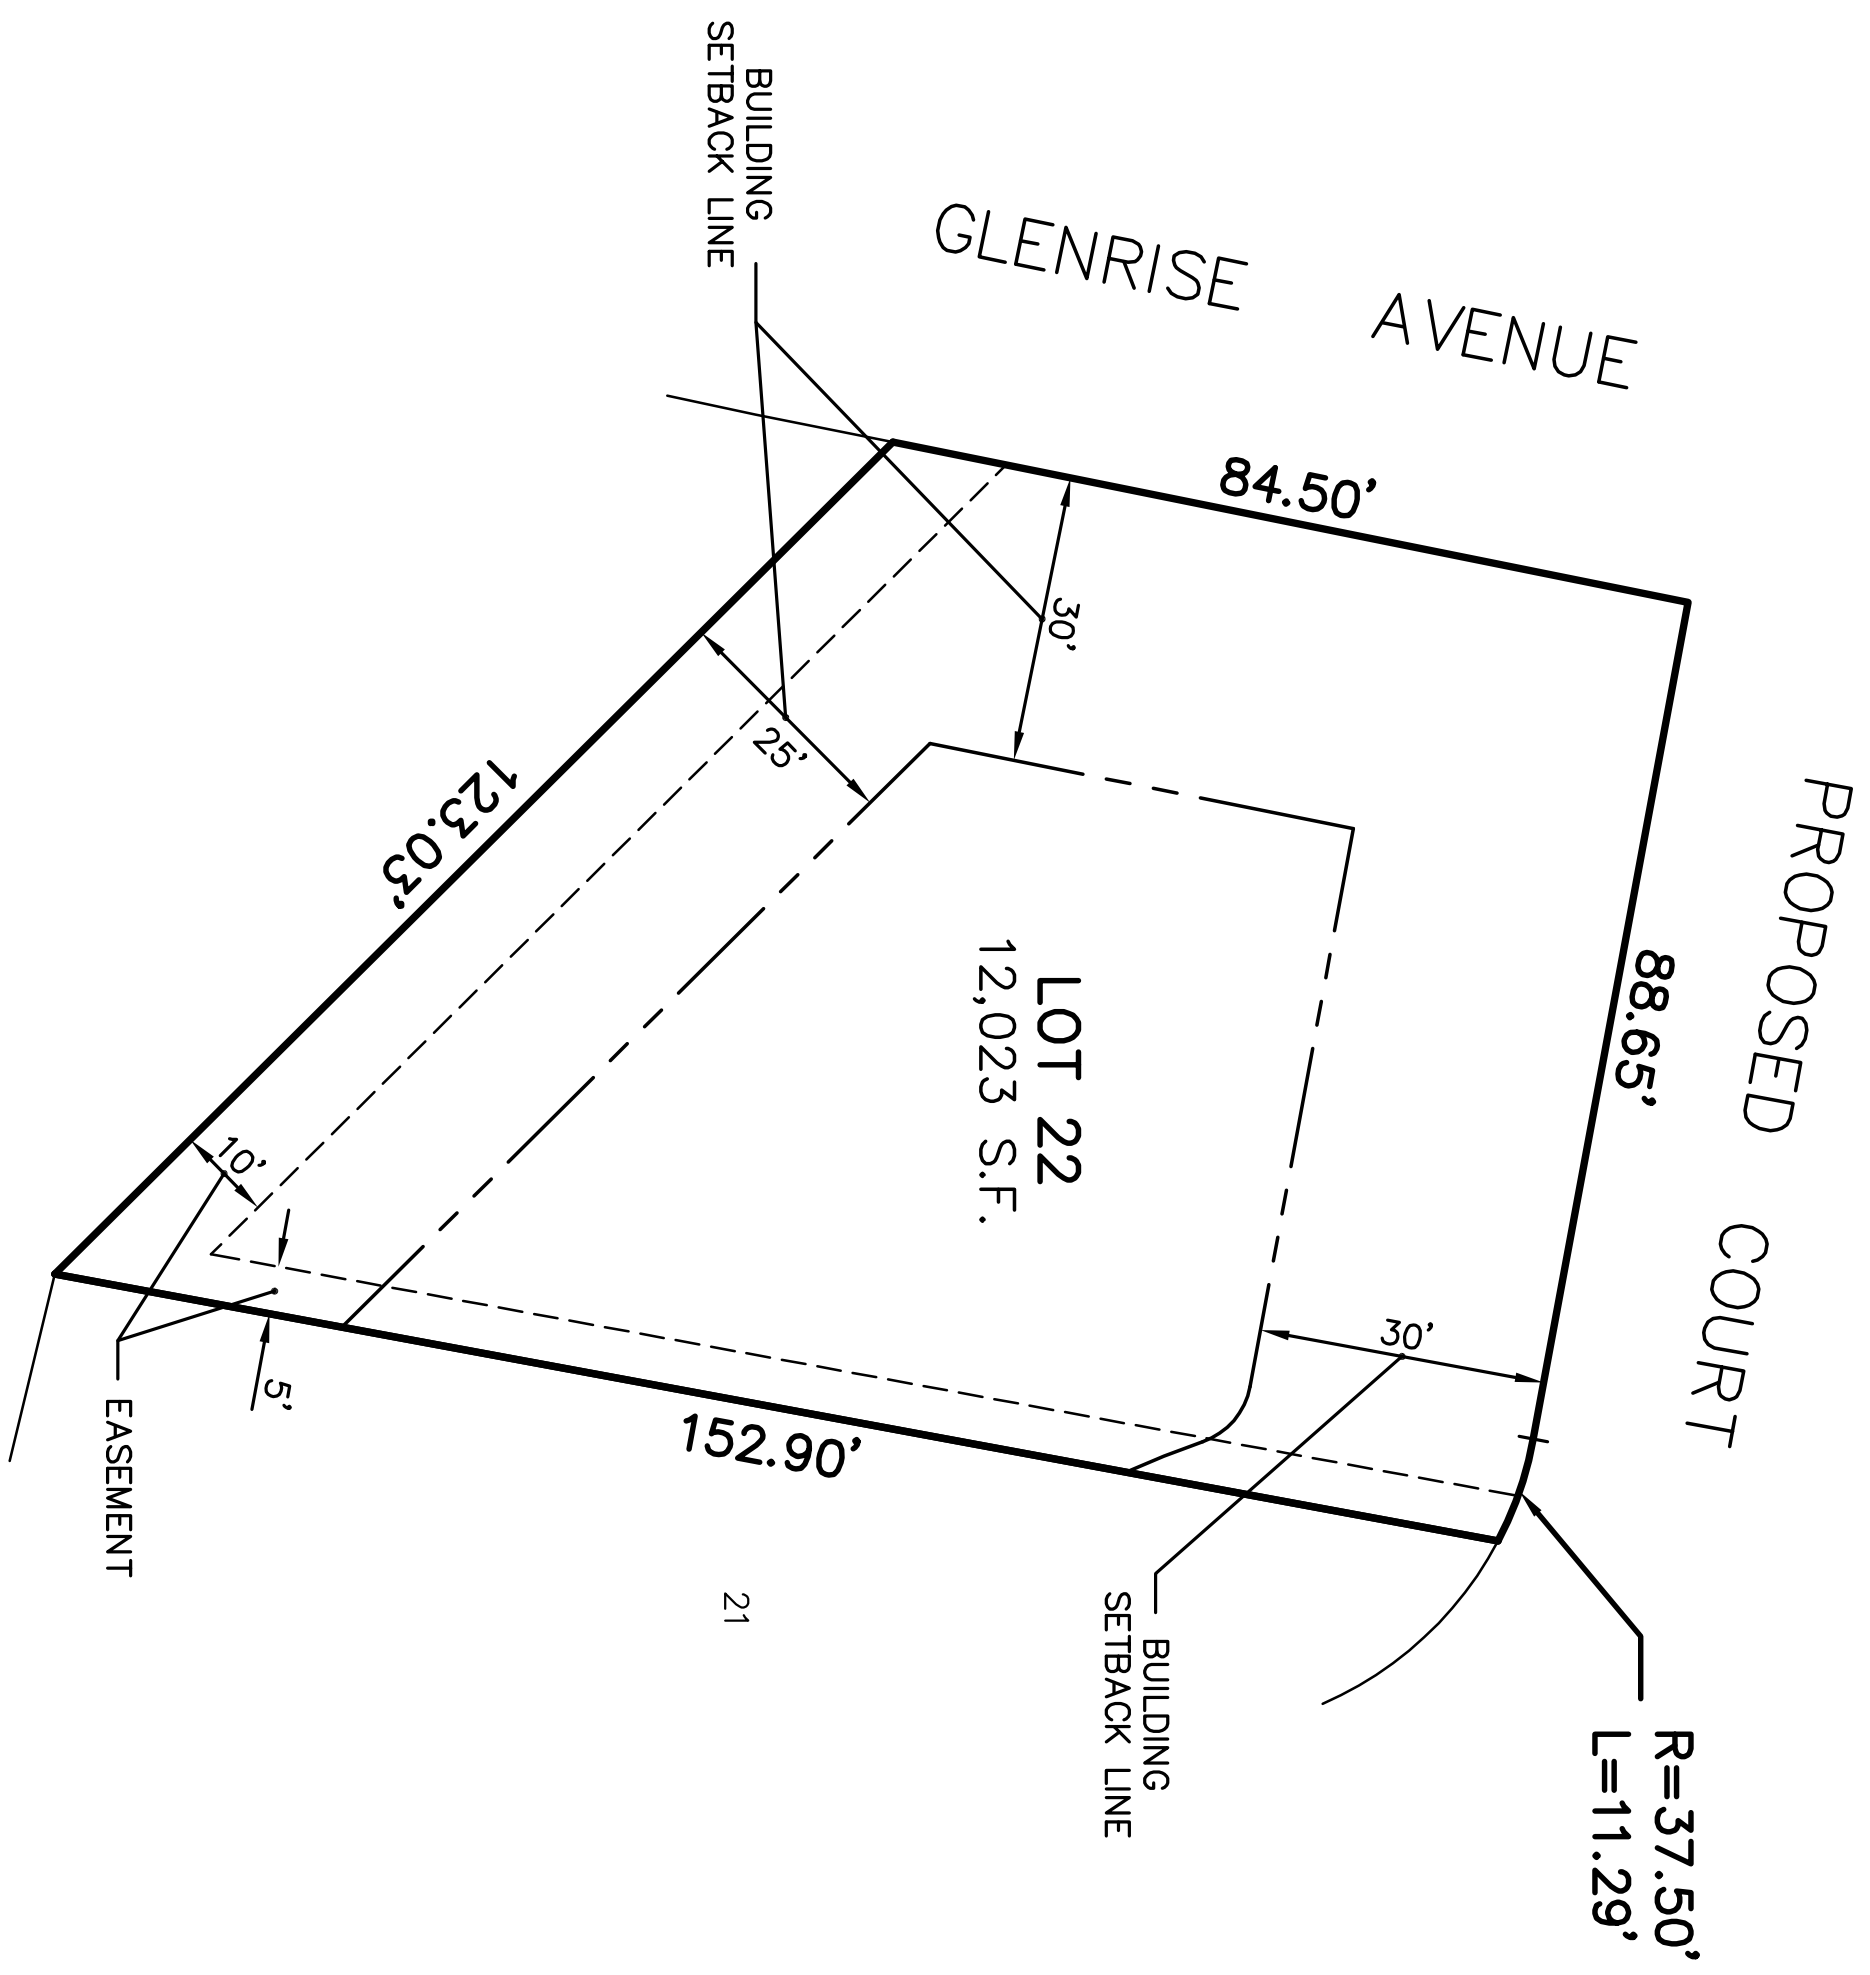 GLENRISE AVENUE
PROPOSED COURT
BUILDING
SETBACK LINE
84.50'
88.65'
30'
25'
123.03'
LOT 22
12,023 S.F.
10'
30'
5'
152.90'
EASEMENT
21
BUILDING
SETBACK LINE
R=37.50'
L=11.29'